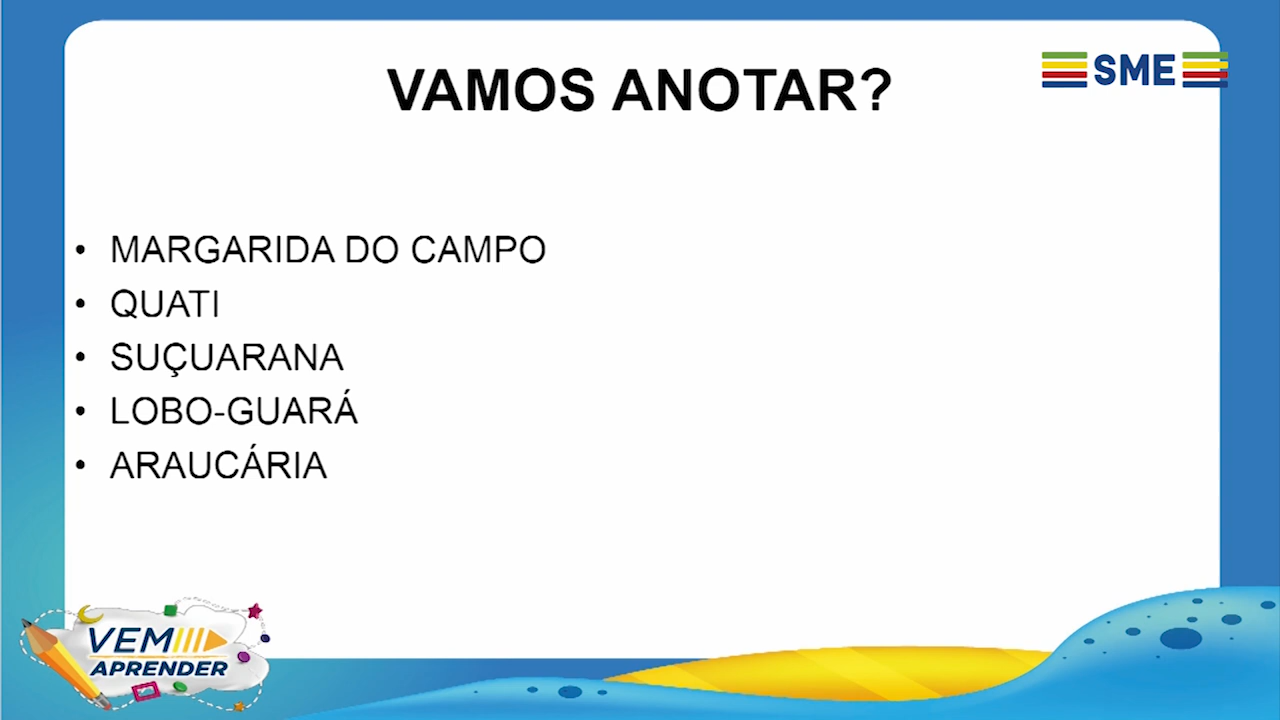 VAMOS ANOTAR?
SME
• MARGARIDA DO CAMPO
• QUATI
• SUÇUARANA
• LOBO-GUARÁ
• ARAUCÁRIA
VEM
APRENDER